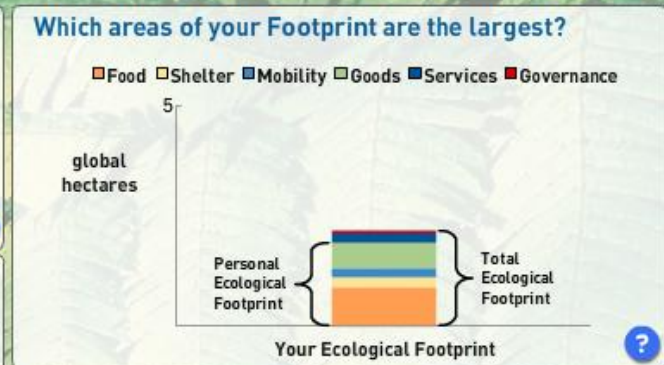 Which areas of your Footprint are the largest?
Food Shelter Mobility Goods Services Governance
5
global
hectares
Personal
Ecological
Footprint
Total
Ecological
Footprint
Your Ecological Footprint
?